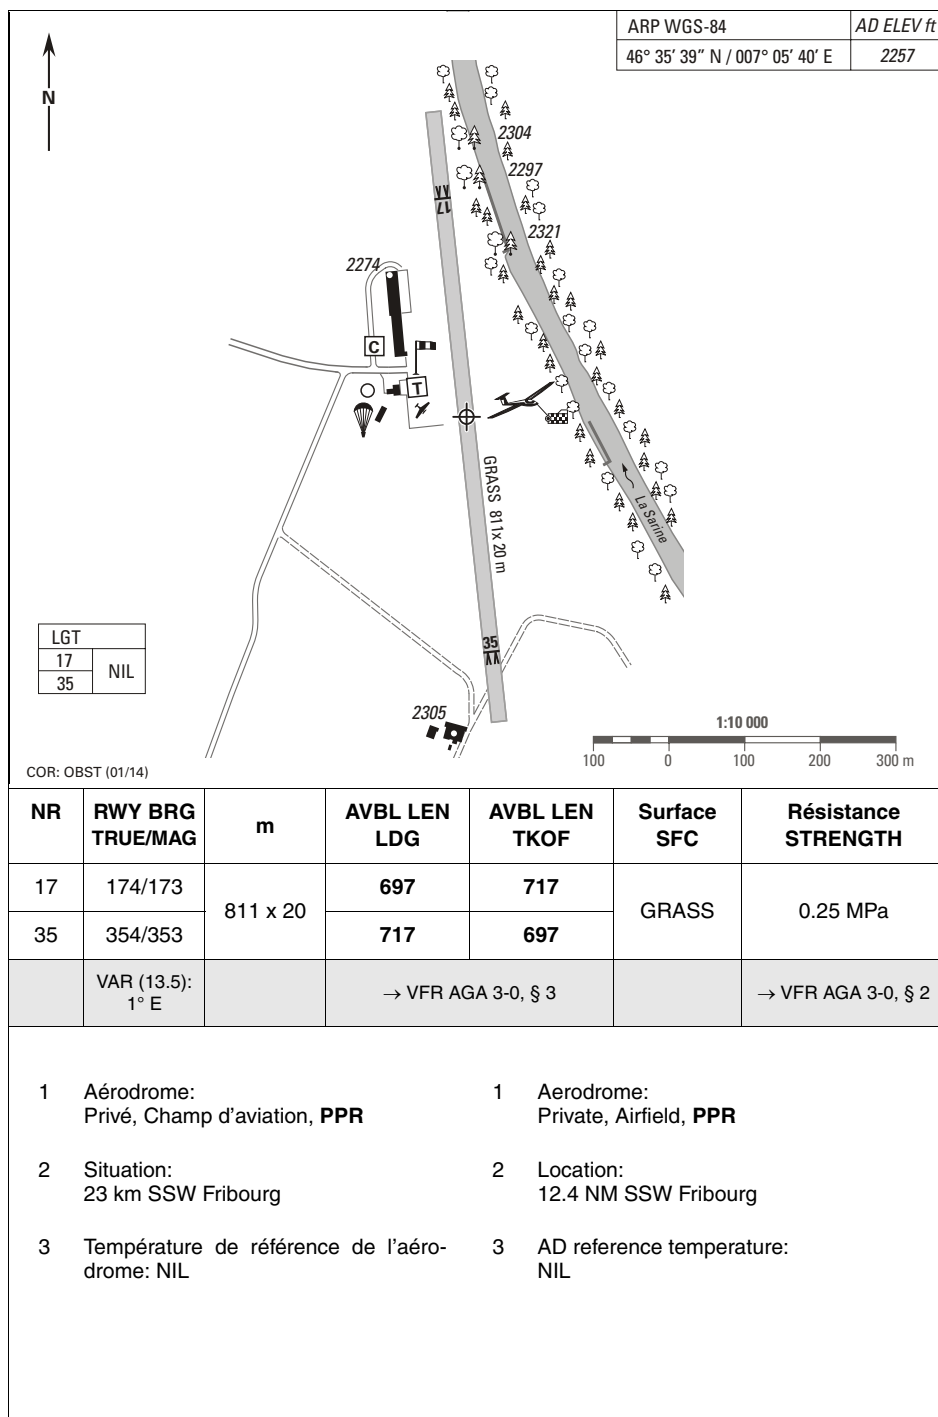 ARP WGS-84 AD ELEV ft
46° 35′ 39″ N / 007° 05′ 40′ E 2257
N
2304
2297
17
2321
2274
C
T
GRASS 811x 20 m
La Sarine
LGT
17 NIL
35
35
2305
1:10 000
100 0 100 200 300 m
COR: OBST (01/14)
NR RWY BRG TRUE/MAG m AVBL LEN LDG AVBL LEN TKOF Surface SFC Résistance STRENGTH
17 174/173 811 x 20 697 717 GRASS 0.25 MPa
35 354/353 717 697
VAR (13.5): 1° E → VFR AGA 3-0, § 3 → VFR AGA 3-0, § 2
1 Aérodrome:
Privé, Champ d’aviation, PPR
2 Situation:
23 km SSW Fribourg
3 Température de référence de l’aéro-
drome: NIL
1 Aerodrome:
Private, Airfield, PPR
2 Location:
12.4 NM SSW Fribourg
3 AD reference temperature:
NIL